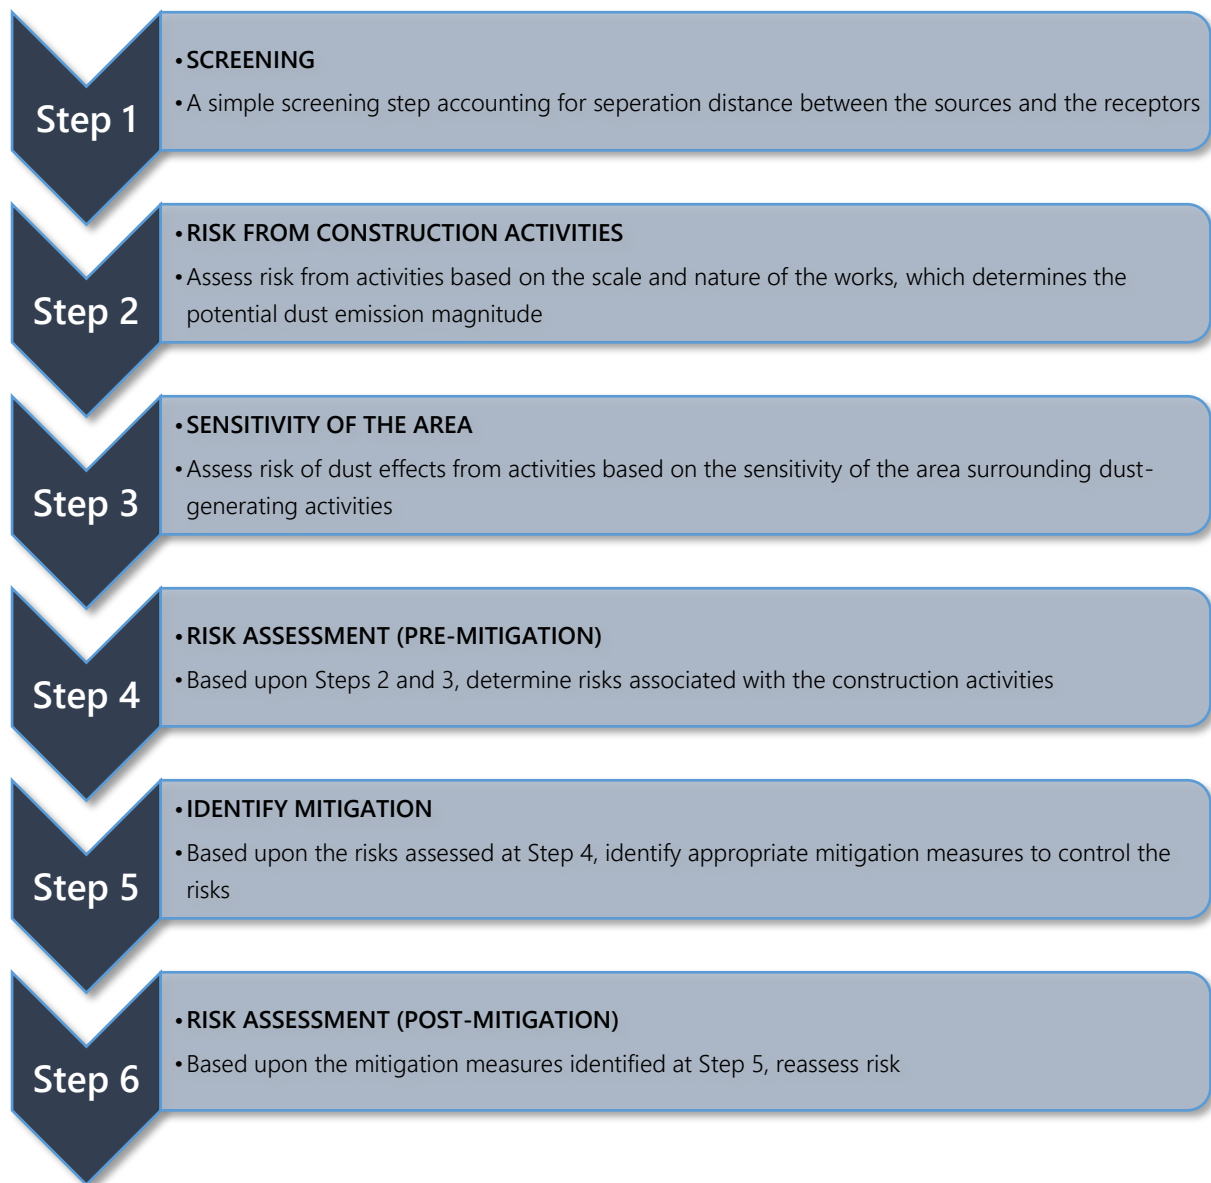 Step 1
•SCREENING
•A simple screening step accounting for seperation distance between the sources and the receptors
Step 2
•RISK FROM CONSTRUCTION ACTIVITIES
•Assess risk from activities based on the scale and nature of the works, which determines the
potential dust emission magnitude
Step 3
•SENSITIVITY OF THE AREA
•Assess risk of dust effects from activities based on the sensitivity of the area surrounding dust-
generating activities
Step 4
•RISK ASSESSMENT (PRE-MITIGATION)
•Based upon Steps 2 and 3, determine risks associated with the construction activities
Step 5
•IDENTIFY MITIGATION
•Based upon the risks assessed at Step 4, identify appropriate mitigation measures to control the
risks
Step 6
•RISK ASSESSMENT (POST-MITIGATION)
•Based upon the mitigation measures identified at Step 5, reassess risk